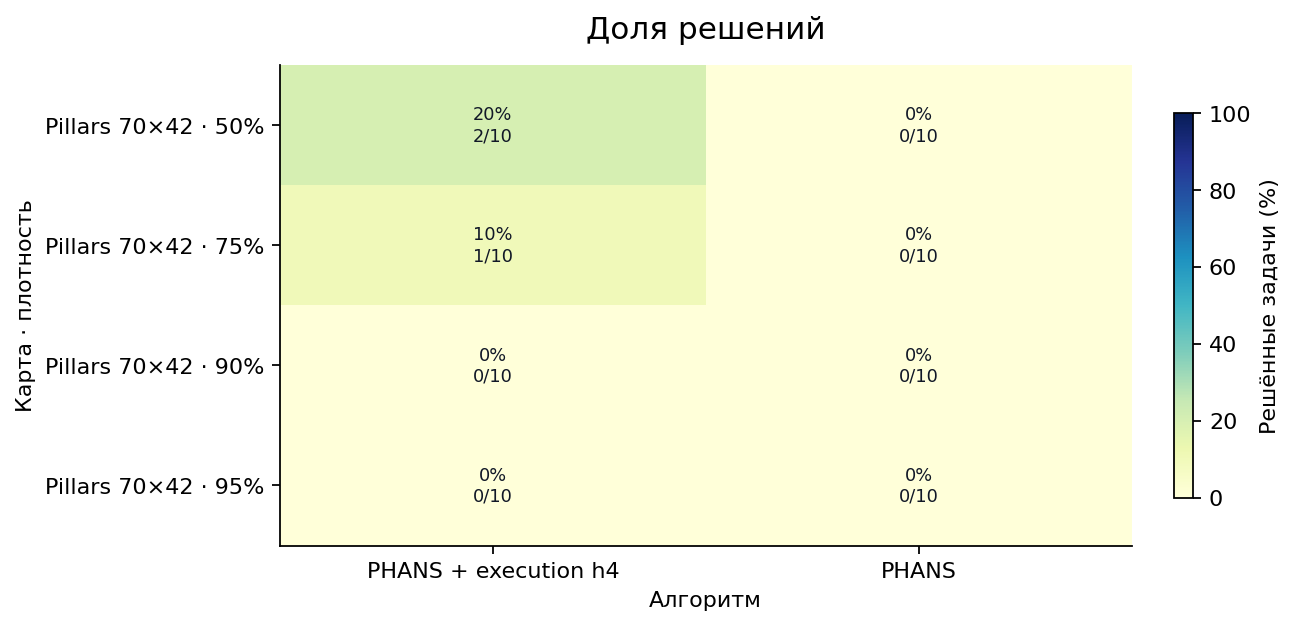 Доля решений
Pillars 70×42 · 50%
20%
2/10
0%
0/10
Pillars 70×42 · 75%
10%
1/10
0%
0/10
Pillars 70×42 · 90%
0%
0/10
0%
0/10
Pillars 70×42 · 95%
0%
0/10
0%
0/10
Карта · плотность
PHANS + execution h4
PHANS
Алгоритм
100
80
60
40
20
0
Решённые задачи (%)